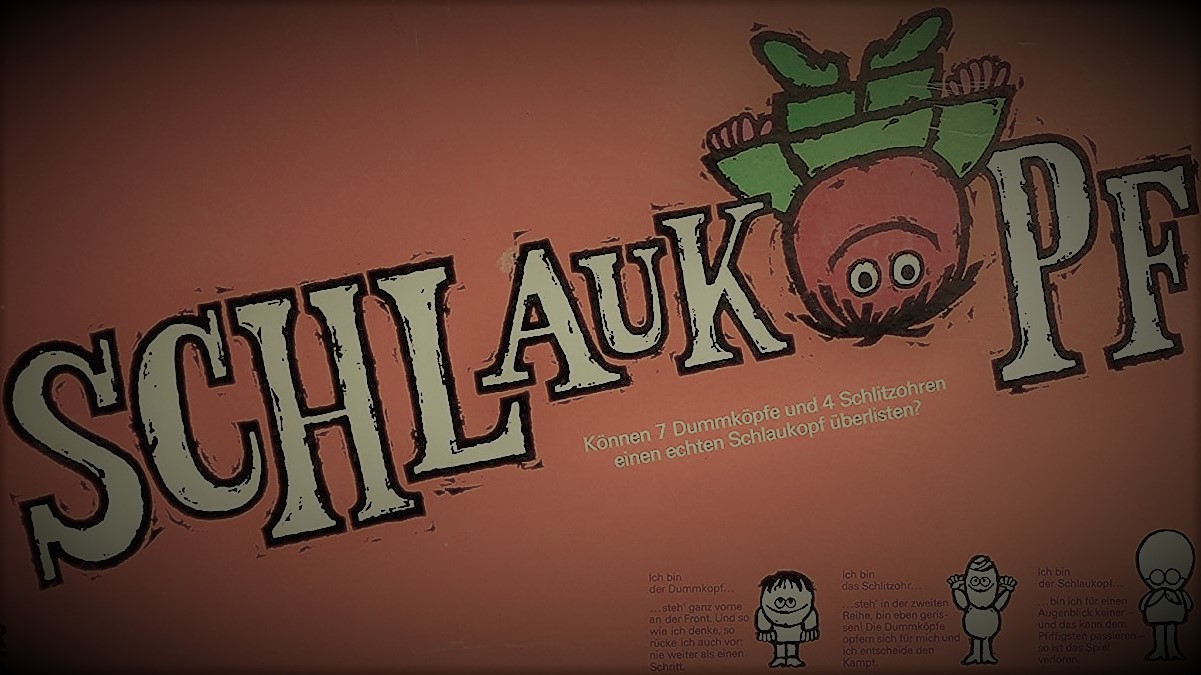 SCHLAUKOPF
Können 7 Dummköpfe und 4 Schlitzohren
einen echten Schlaukopf überlisten?
Ich bin
der Dummkopf...
...steh' ganz vorne
an der Front. Und so
wie ich denke, so
rücke ich auch vor:
nie weiter als einen
Schritt.
Ich bin
das Schlitzohr...
...steh' in der zweiten
Reihe, bin eben geris-
sen! Die Dummköpfe
opfern sich für mich und
ich entscheide den
Kampf.
Ich bin
der Schlaukopf...
... bin ich für einen
Augenblick keiner –
und das kann dem
Pfiffigsten passieren –
so ist das Spiel
verloren.